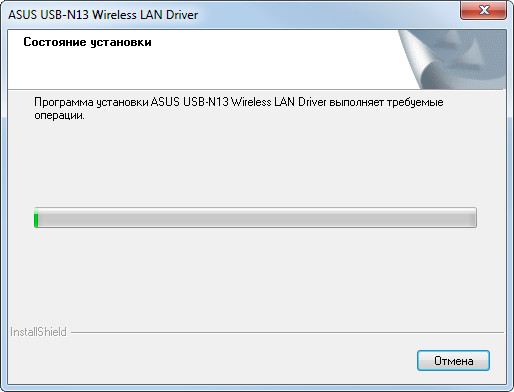 ASUS USB-N13 Wireless LAN Driver
Состояние установки
Программа установки ASUS USB-N13 Wireless LAN Driver выполняет требуемые
операции.
InstallShield
Отмена